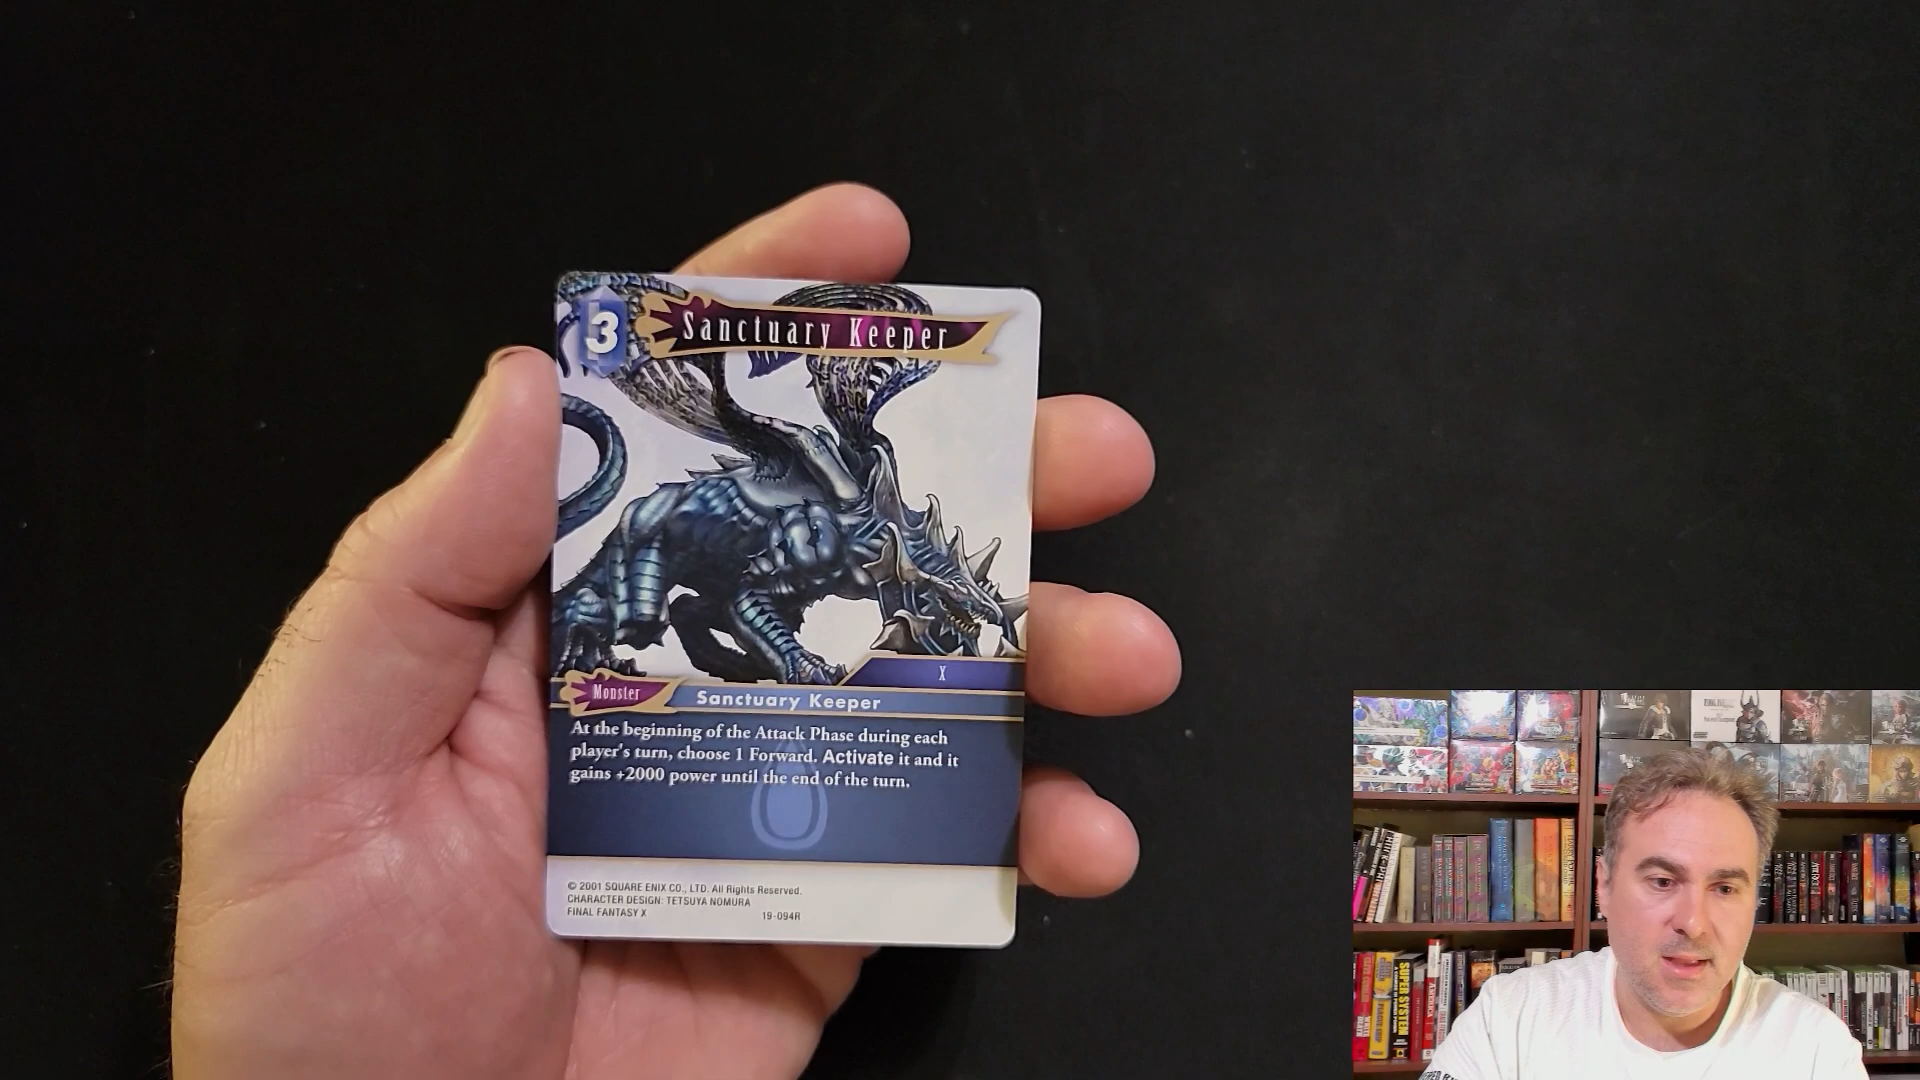 3
Sanctuary Keeper
X
Monster
Sanctuary Keeper
At the beginning of the Attack Phase during each
player's turn, choose 1 Forward. Activate it and it
gains +2000 power until the end of the turn.
© 2001 SQUARE ENIX CO., LTD. All Rights Reserved.
CHARACTER DESIGN: TETSUYA NOMURA
FINAL FANTASY X
19-094R
SUPER SYSTEM